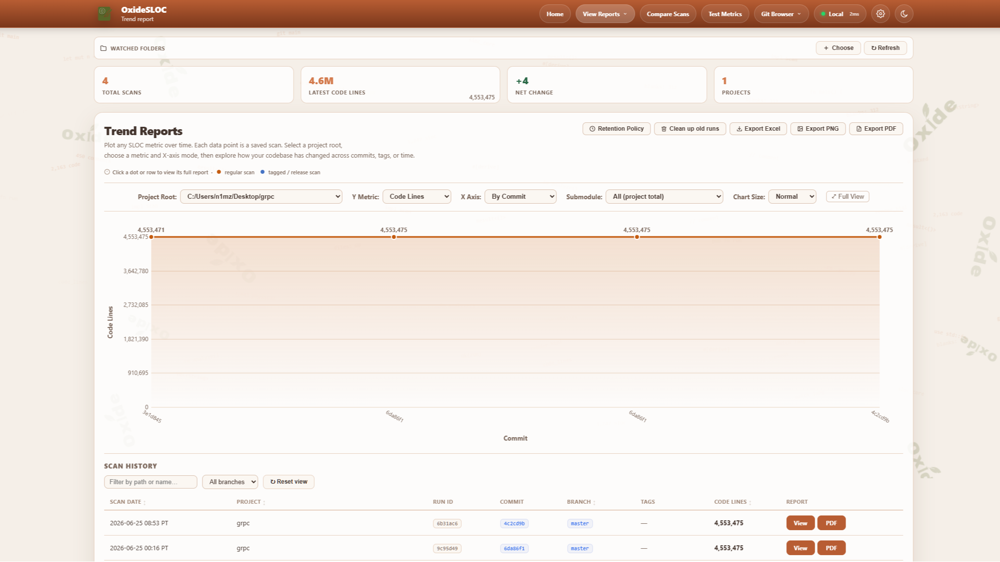 OxideSLOC
Trend report
Home
View Reports
Compare Scans
Test Metrics
Git Browser
Local 2ms
WATCHED FOLDERS
+ Choose
↻ Refresh
4
TOTAL SCANS
4.6M
LATEST CODE LINES
4,553,475
+4
NET CHANGE
1
PROJECTS
Trend Reports
Retention Policy
Clean up old runs
Export Excel
Export PNG
Export PDF
Plot any SLOC metric over time. Each data point is a saved scan. Select a project root,
choose a metric and X-axis mode, then explore how your codebase has changed across commits, tags, or time.
Click a dot or row to view its full report · regular scan tagged / release scan
Project Root: C:/Users/n1mz/Desktop/grpc
Y Metric: Code Lines
X Axis: By Commit
Submodule: All (project total)
Chart Size: Normal
⤢ Full View
4,553,471 4,553,475 4,553,475 4,553,475
4,553,475
3,642,780
2,732,085
1,821,390
910,695
0
Code Lines
3e1d845 6da86f1 6da86f1 4c2cd9b
Commit
SCAN HISTORY
Filter by path or name...
All branches
↻ Reset view
SCAN DATE PROJECT RUN ID COMMIT BRANCH TAGS CODE LINES REPORT
2026-06-25 08:53 PT grpc 6b31ac6 4c2cd9b master — 4,553,475 View PDF
2026-06-25 00:16 PT grpc 9c95d49 6da86f1 master — 4,553,475 View PDF
oxide
oxide
oxide
oxide